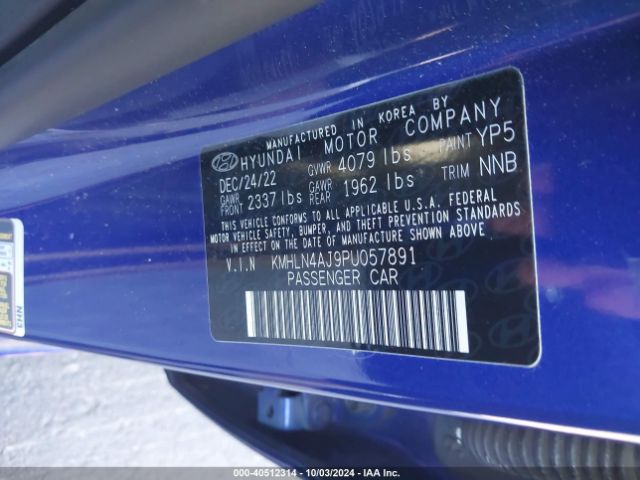 MANUFACTURED IN KOREA BY
HYUNDAI MOTOR COMPANY
DEC/24/22 GVWR 4079 lbs PAINT YP5
GAWR FRONT 2337 lbs GAWR REAR 1962 lbs TRIM NNB
THIS VEHICLE CONFORMS TO ALL APPLICABLE U.S.A. FEDERAL
MOTOR VEHICLE SAFETY, BUMPER, AND THEFT PREVENTION STANDARDS
IN EFFECT ON THE DATE OF MANUFACTURE SHOWN ABOVE.
V.I.N KMHLN4AJ9PU057891
PASSENGER CAR
NH3
000-40512314 - 10/03/2024 - IAA Inc.